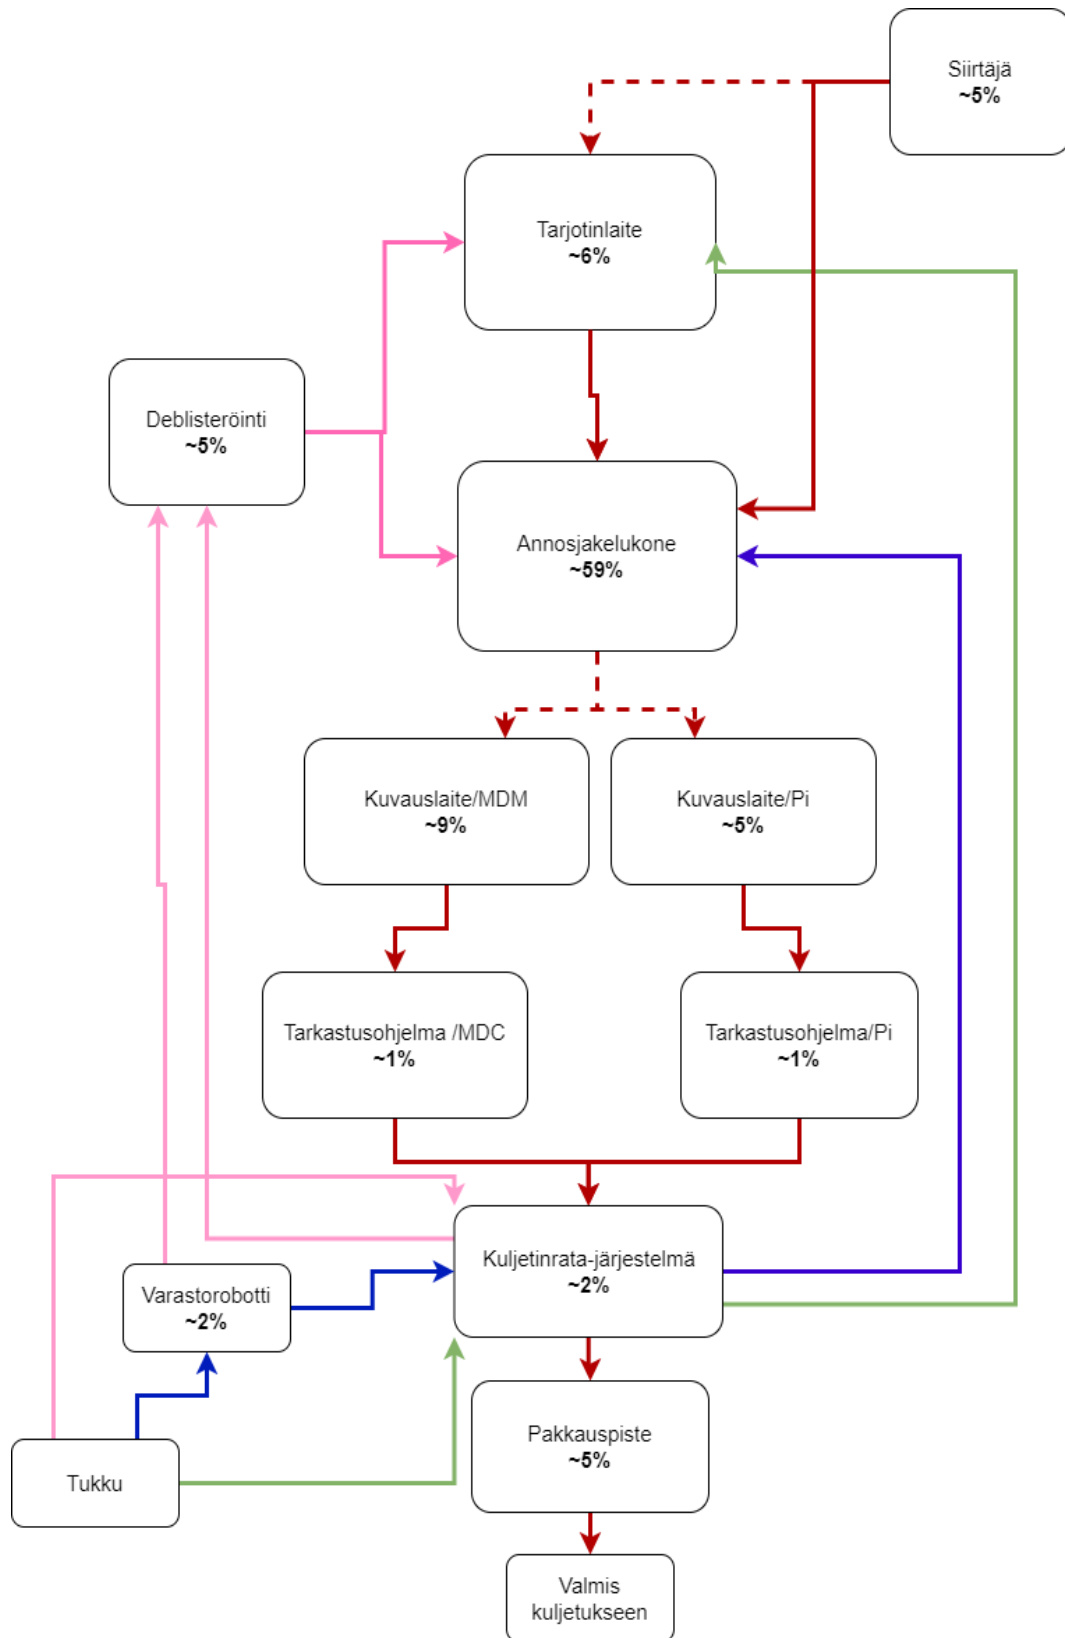 Siirtäjä
~5%
Tarjotinlaite
~6%
Deblisteröinti
~5%
Annosjakelukone
~59%
Kuvauslaite/MDM
~9%
Kuvauslaite/Pi
~5%
Tarkastusohjelma /MDC
~1%
Tarkastusohjelma/Pi
~1%
Kuljetinrata-järjestelmä
~2%
Varastorobotti
~2%
Pakkauspiste
~5%
Tukku
Valmis
kuljetukseen